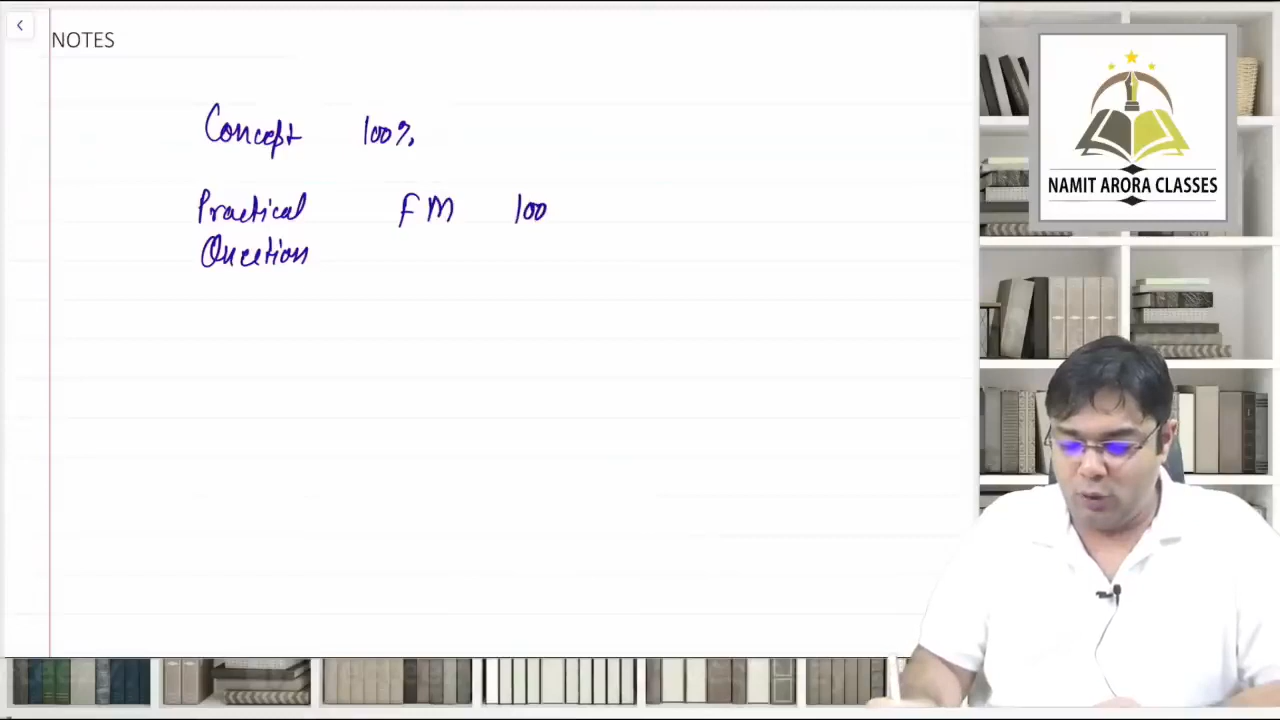 NOTES
Concept 100%
Practical FM 100
Question
NAMIT ARORA CLASSES